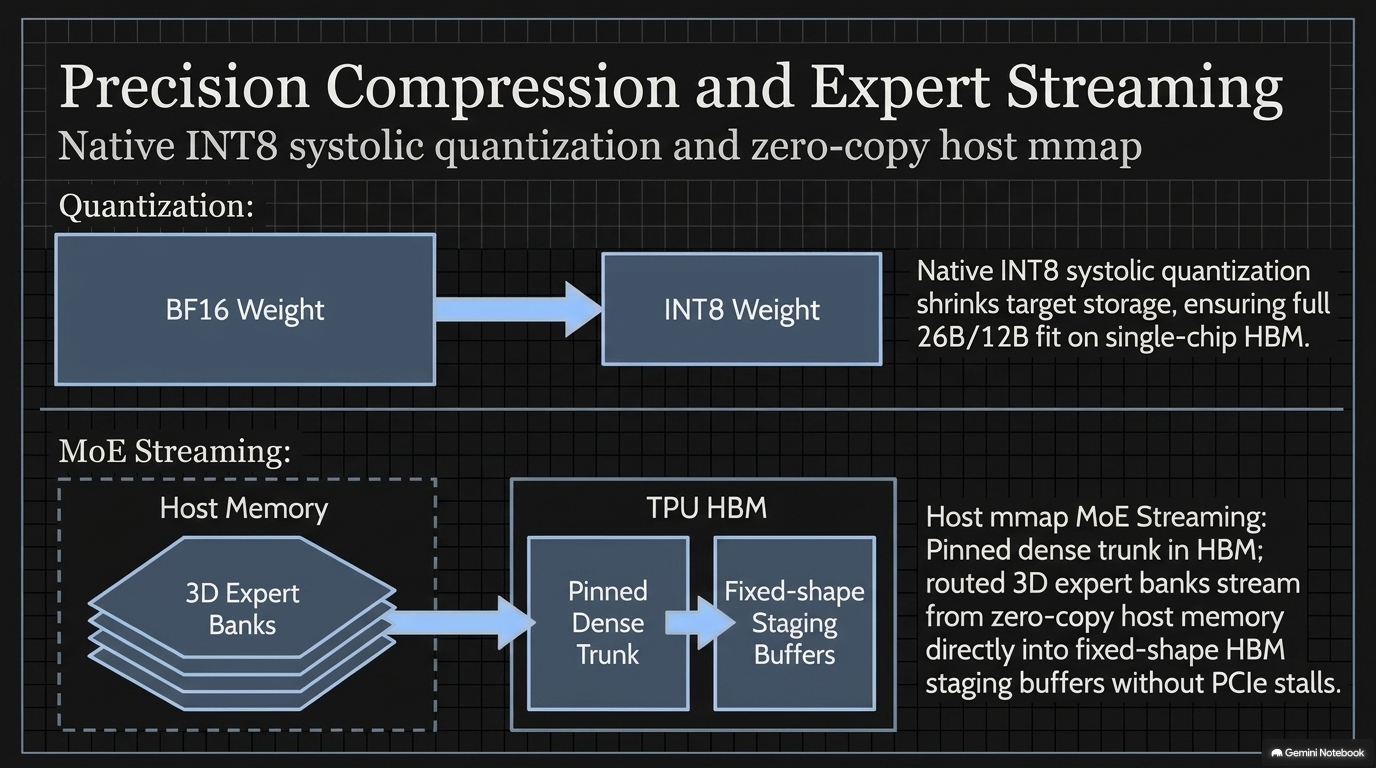 Precision Compression and Expert Streaming
Native INT8 systolic quantization and zero-copy host mmap
Quantization:
BF16 Weight
INT8 Weight
Native INT8 systolic quantization
shrinks target storage, ensuring full
26B/12B fit on single-chip HBM.
MoE Streaming:
Host Memory
3D Expert
Banks
TPU HBM
Pinned
Dense
Trunk
Fixed-shape
Staging
Buffers
Host mmap MoE Streaming:
Pinned dense trunk in HBM;
routed 3D expert banks stream
from zero-copy host memory
directly into fixed-shape HBM
staging buffers without PCIe stalls.
Gemini Notebook